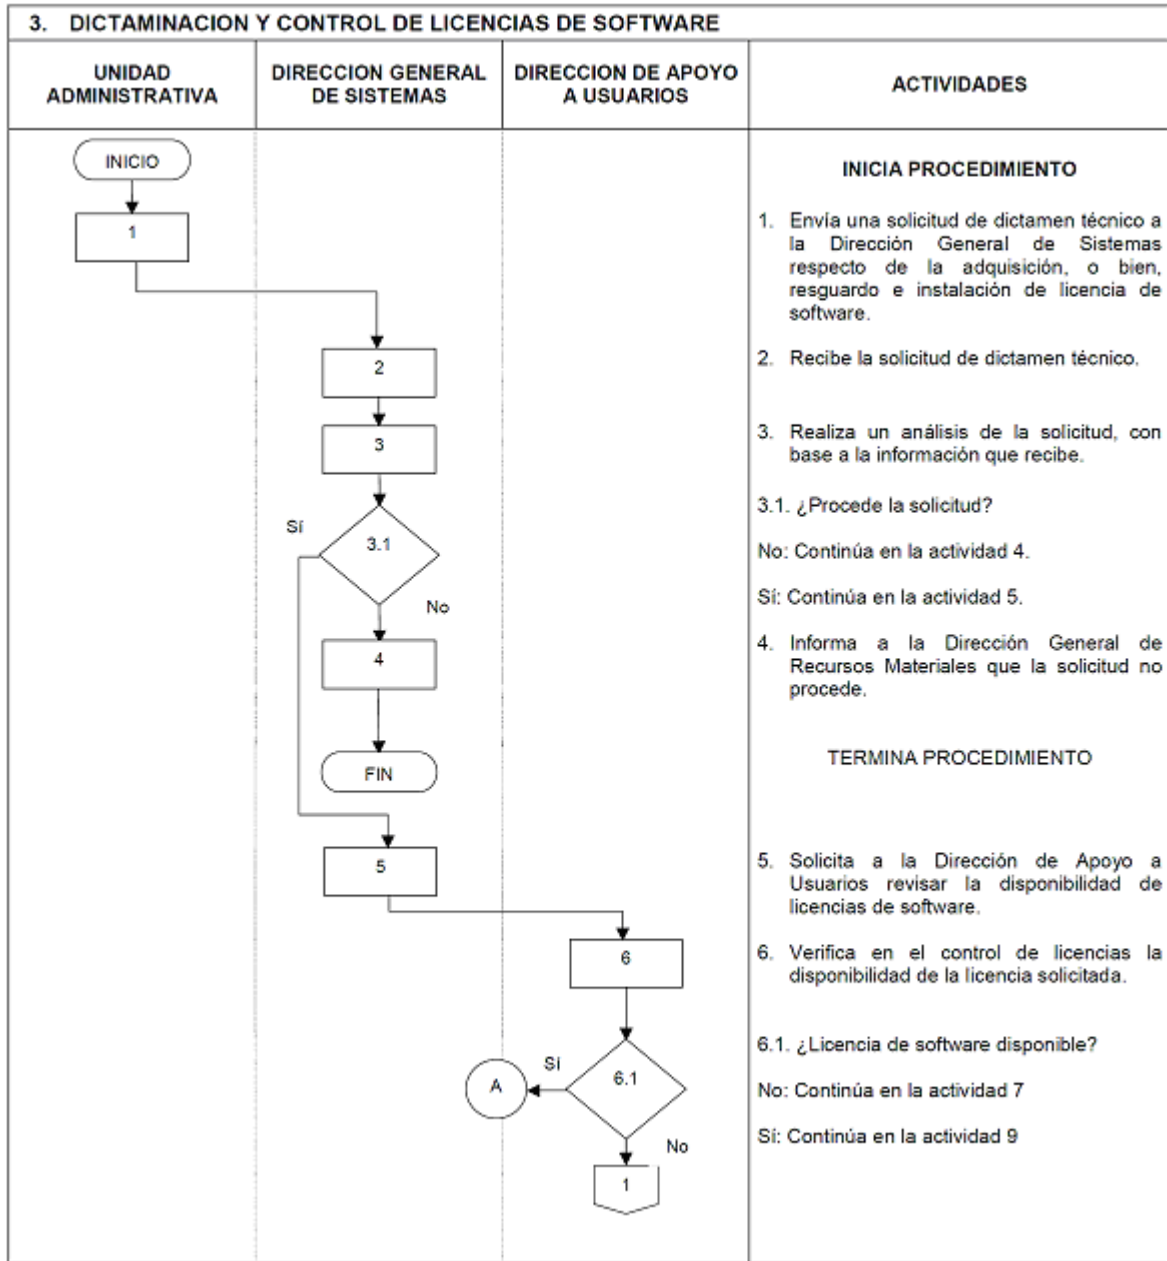 3. DICTAMINACION Y CONTROL DE LICENCIAS DE SOFTWARE
UNIDAD
ADMINISTRATIVA
DIRECCION GENERAL
DE SISTEMAS
DIRECCION DE APOYO
A USUARIOS
ACTIVIDADES
INICIO
1
2
3
Sí
3.1
No
4
FIN
5
6
Sí
A
6.1
No
1
INICIA PROCEDIMIENTO
1. Envía una solicitud de dictamen técnico a
la Dirección General de Sistemas
respecto de la adquisición, o bien,
resguardo e instalación de licencia de
software.
2. Recibe la solicitud de dictamen técnico.
3. Realiza un análisis de la solicitud, con
base a la información que recibe.
3.1. ¿Procede la solicitud?
No: Continúa en la actividad 4.
Sí: Continúa en la actividad 5.
4. Informa a la Dirección General de
Recursos Materiales que la solicitud no
procede.
TERMINA PROCEDIMIENTO
5. Solicita a la Dirección de Apoyo a
Usuarios revisar la disponibilidad de
licencias de software.
6. Verifica en el control de licencias la
disponibilidad de la licencia solicitada.
6.1. ¿Licencia de software disponible?
No: Continúa en la actividad 7
Sí: Continúa en la actividad 9